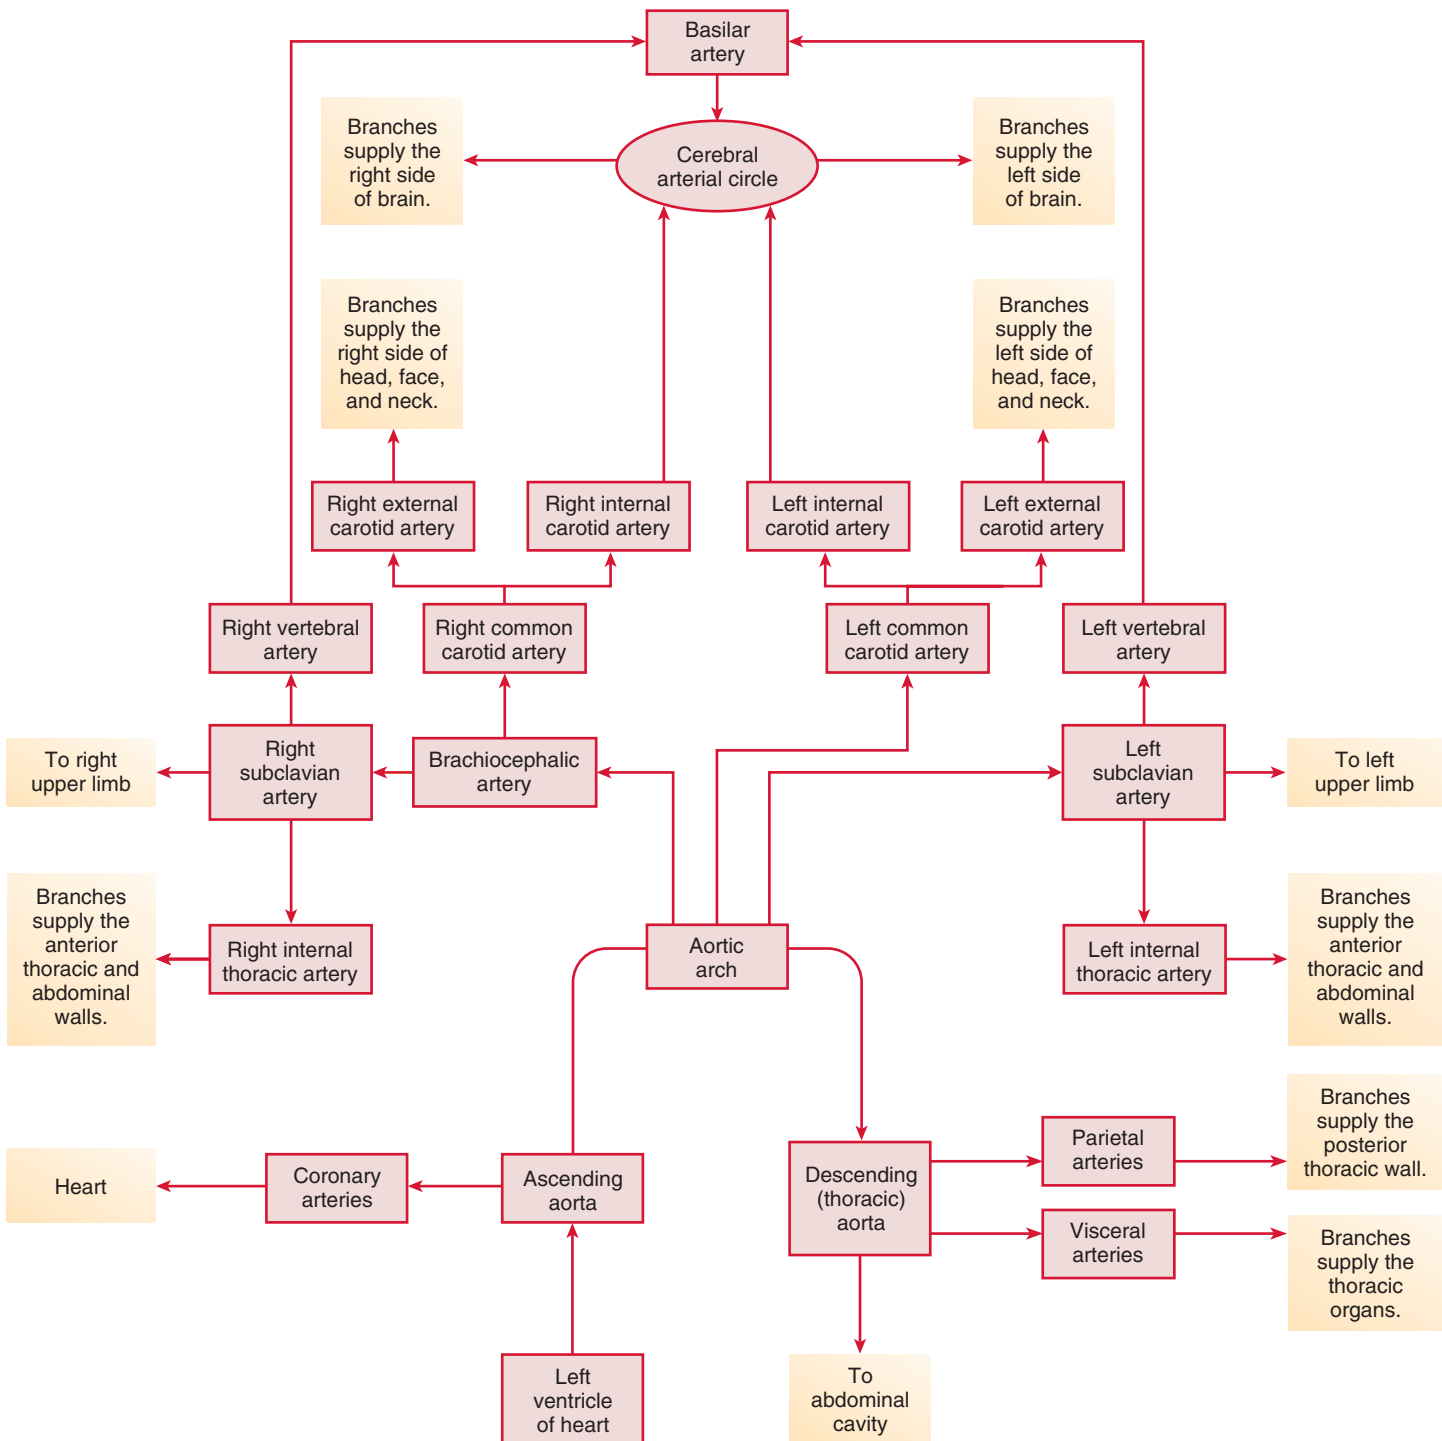 Basilar
artery
Branches
supply the
right side
of brain.
Cerebral
arterial circle
Branches
supply the
left side
of brain.
Branches
supply the
right side of
head, face,
and neck.
Branches
supply the
left side of
head, face,
and neck.
Right external
carotid artery
Right internal
carotid artery
Left internal
carotid artery
Left external
carotid artery
Right vertebral
artery
Right common
carotid artery
Left common
carotid artery
Left vertebral
artery
To right
upper limb
Right
subclavian
artery
Brachiocephalic
artery
Left
subclavian
artery
To left
upper limb
Branches
supply the
anterior
thoracic and
abdominal
walls.
Right internal
thoracic artery
Aortic
arch
Left internal
thoracic artery
Branches
supply the
anterior
thoracic and
abdominal
walls.
Heart
Coronary
arteries
Ascending
aorta
Descending
(thoracic)
aorta
Parietal
arteries
Branches
supply the
posterior
thoracic wall.
Visceral
arteries
Branches
supply the
thoracic
organs.
Left
ventricle
of heart
To
abdominal
cavity